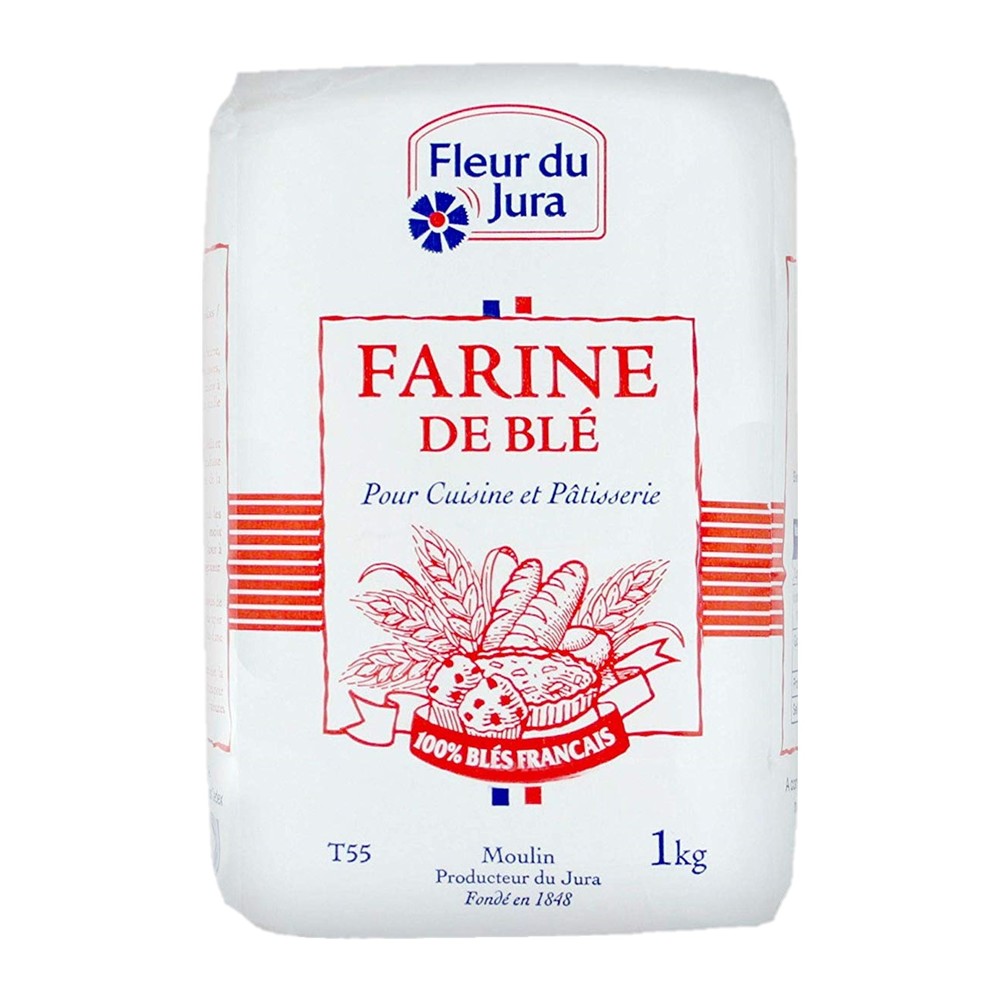 Fleur du
Jura
FARINE
DE BLÉ
Pour Cuisine et Pâtisserie
100% BLÉS FRANCAIS
T55
Moulin
1kg
Producteur du Jura
Fondé en 1848